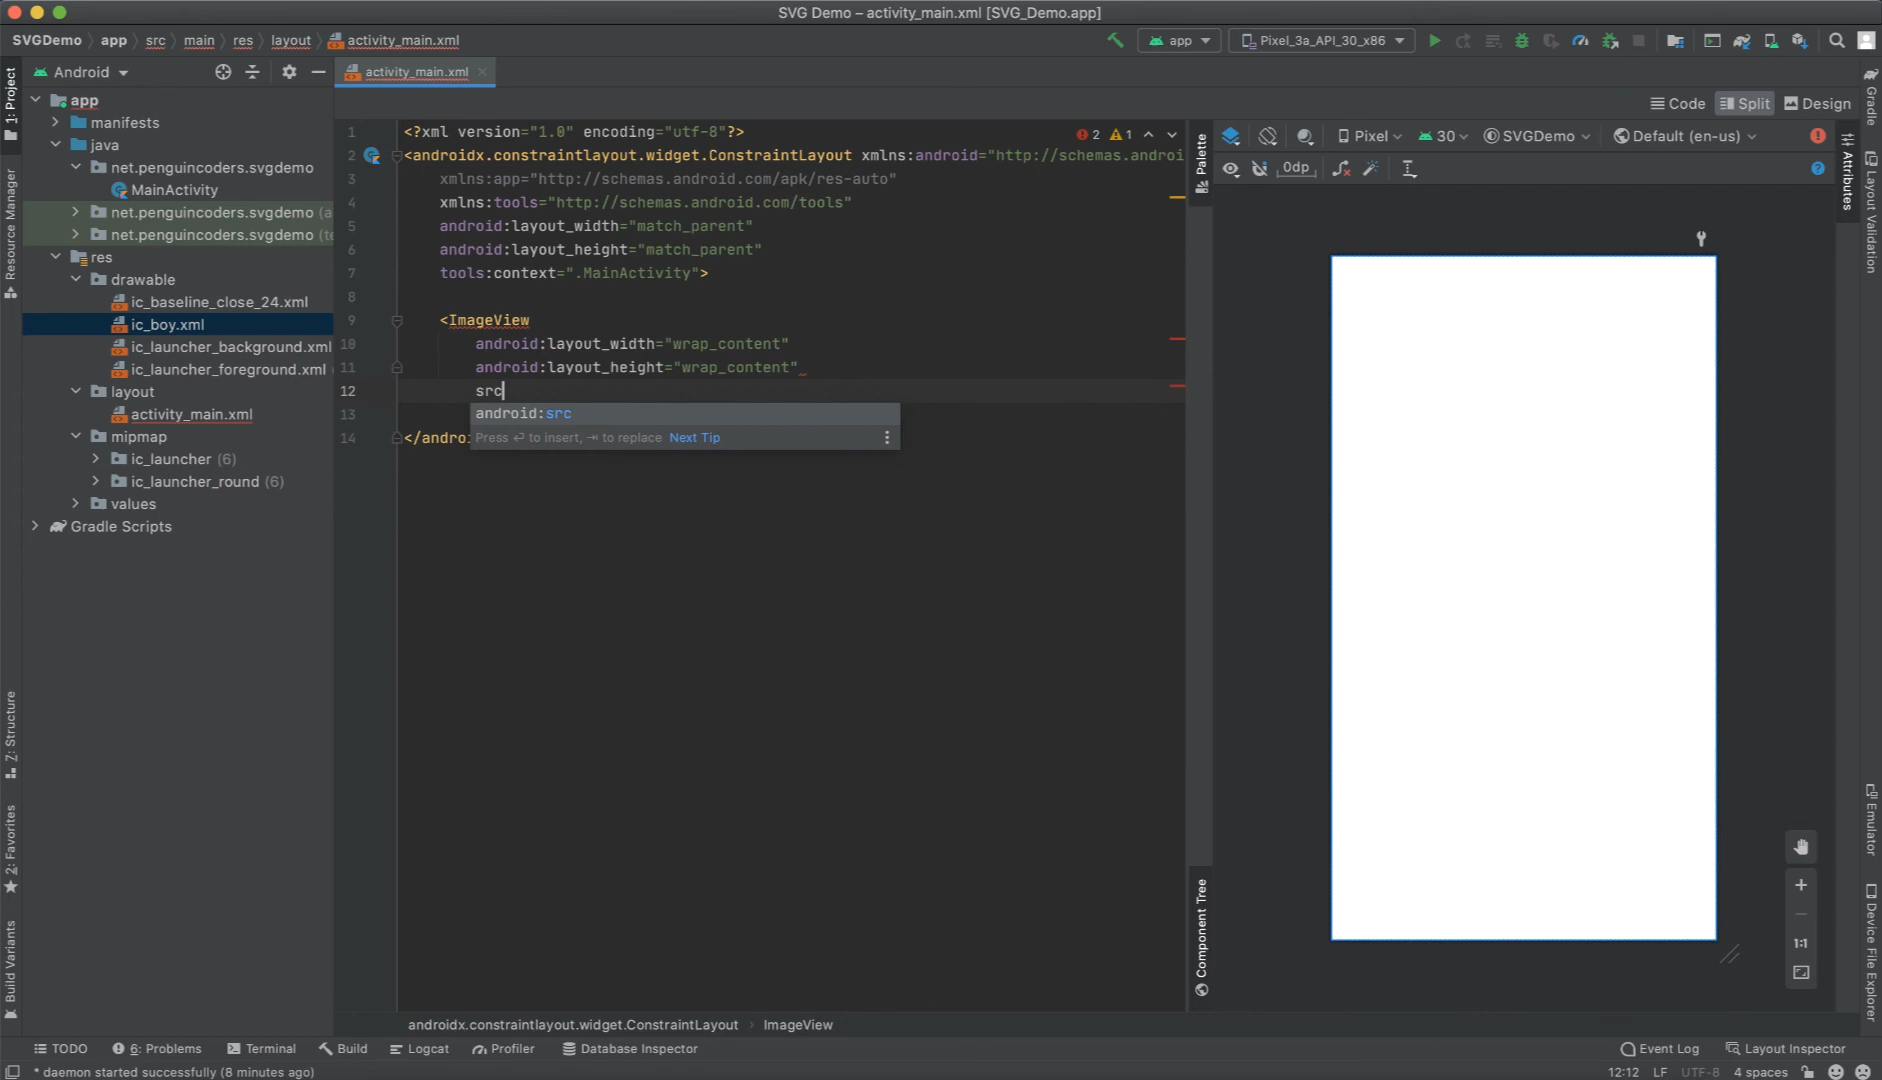 SVG Demo – activity_main.xml [SVG_Demo.app]
SVGDemo app src main res layout activity_main.xml
app Pixel_3a_API_30_x86
Android
activity_main.xml
Code Split Design
1: Project
Resource Manager
Z: Structure
2: Favorites
Build Variants
app
manifests
java
net.penguincoders.svgdemo
MainActivity
net.penguincoders.svgdemo (a
net.penguincoders.svgdemo (te
res
drawable
ic_baseline_close_24.xml
ic_boy.xml
ic_launcher_background.xml
ic_launcher_foreground.xml
layout
activity_main.xml
mipmap
ic_launcher (6)
ic_launcher_round (6)
values
Gradle Scripts
1 <?xml version="1.0" encoding="utf-8"?>
2 <androidx.constraintlayout.widget.ConstraintLayout xmlns:android="http://schemas.androi
3 xmlns:app="http://schemas.android.com/apk/res-auto"
4 xmlns:tools="http://schemas.android.com/tools"
5 android:layout_width="match_parent"
6 android:layout_height="match_parent"
7 tools:context=".MainActivity">
8
9 <ImageView
10 android:layout_width="wrap_content"
11 android:layout_height="wrap_content"
12 src
13
14 </androi
android:src
Press ⏎ to insert, ⇥ to replace Next Tip
2 1
Palette
Component Tree
Pixel 30 SVGDemo Default (en-us)
0dp
1:1
Attributes
Gradle
Layout Validation
Emulator
Device File Explorer
androidx.constraintlayout.widget.ConstraintLayout ImageView
TODO 6: Problems Terminal Build Logcat Profiler Database Inspector Event Log Layout Inspector
* daemon started successfully (8 minutes ago) 12:12 LF UTF-8 4 spaces